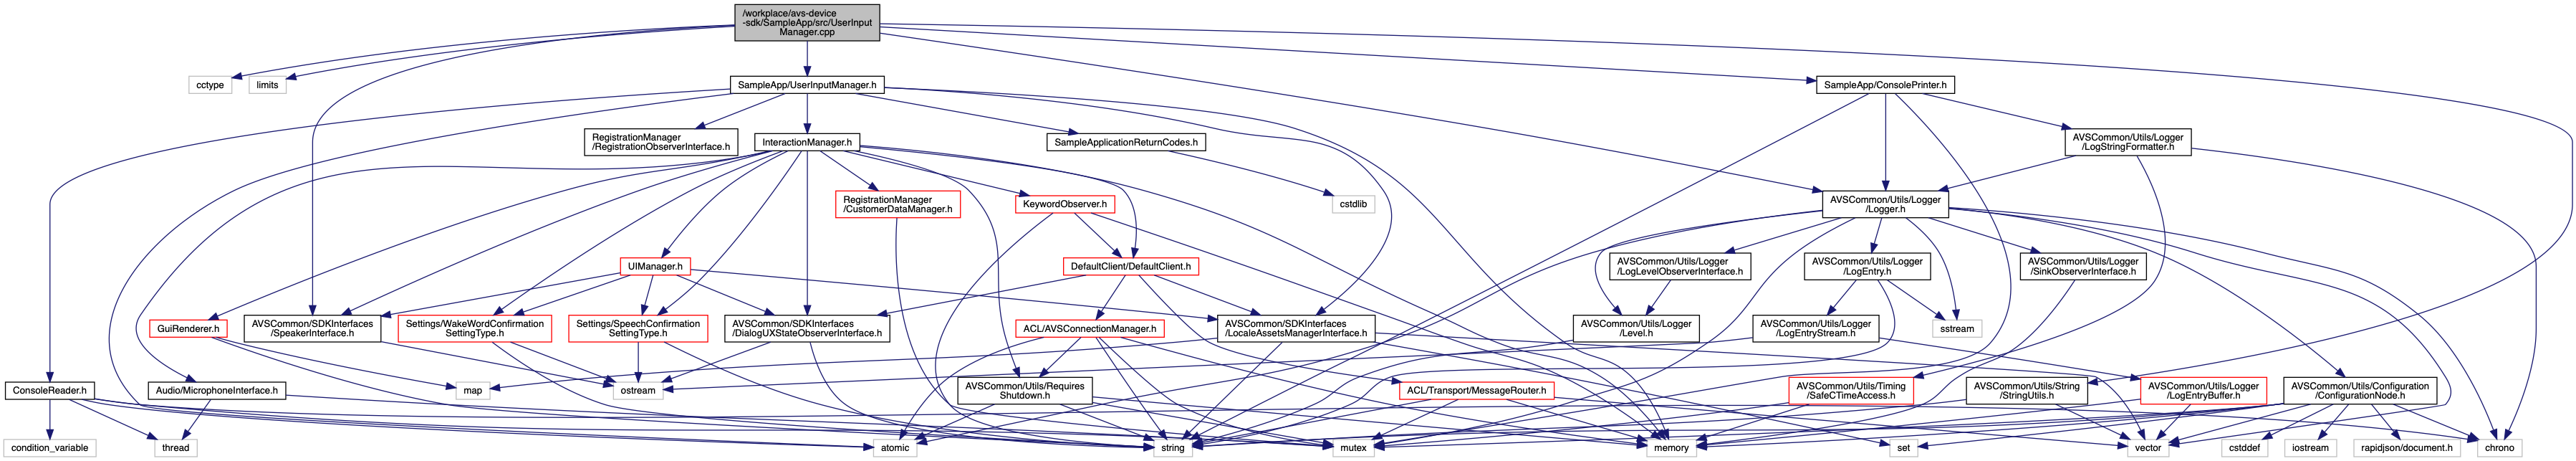 /workplace/avs-device
-sdk/SampleApp/src/UserInput
Manager.cpp
cctype
limits
SampleApp/UserInputManager.h
SampleApp/ConsolePrinter.h
RegistrationManager
/RegistrationObserverInterface.h
InteractionManager.h
SampleApplicationReturnCodes.h
AVSCommon/Utils/Logger
/LogStringFormatter.h
RegistrationManager
/CustomerDataManager.h
KeywordObserver.h
cstdlib
AVSCommon/Utils/Logger
/Logger.h
UIManager.h
DefaultClient/DefaultClient.h
AVSCommon/Utils/Logger
/LogLevelObserverInterface.h
AVSCommon/Utils/Logger
/LogEntry.h
AVSCommon/Utils/Logger
/SinkObserverInterface.h
GuiRenderer.h
AVSCommon/SDKInterfaces
/SpeakerInterface.h
Settings/WakeWordConfirmation
SettingType.h
Settings/SpeechConfirmation
SettingType.h
AVSCommon/SDKInterfaces
/DialogUXStateObserverInterface.h
ACL/AVSConnectionManager.h
AVSCommon/SDKInterfaces
/LocaleAssetsManagerInterface.h
AVSCommon/Utils/Logger
/Level.h
AVSCommon/Utils/Logger
/LogEntryStream.h
sstream
ConsoleReader.h
Audio/MicrophoneInterface.h
map
ostream
AVSCommon/Utils/Requires
Shutdown.h
ACL/Transport/MessageRouter.h
AVSCommon/Utils/Timing
/SafeCTimeAccess.h
AVSCommon/Utils/String
/StringUtils.h
AVSCommon/Utils/Logger
/LogEntryBuffer.h
AVSCommon/Utils/Configuration
/ConfigurationNode.h
condition_variable
thread
atomic
string
mutex
memory
set
vector
cstddef
iostream
rapidjson/document.h
chrono